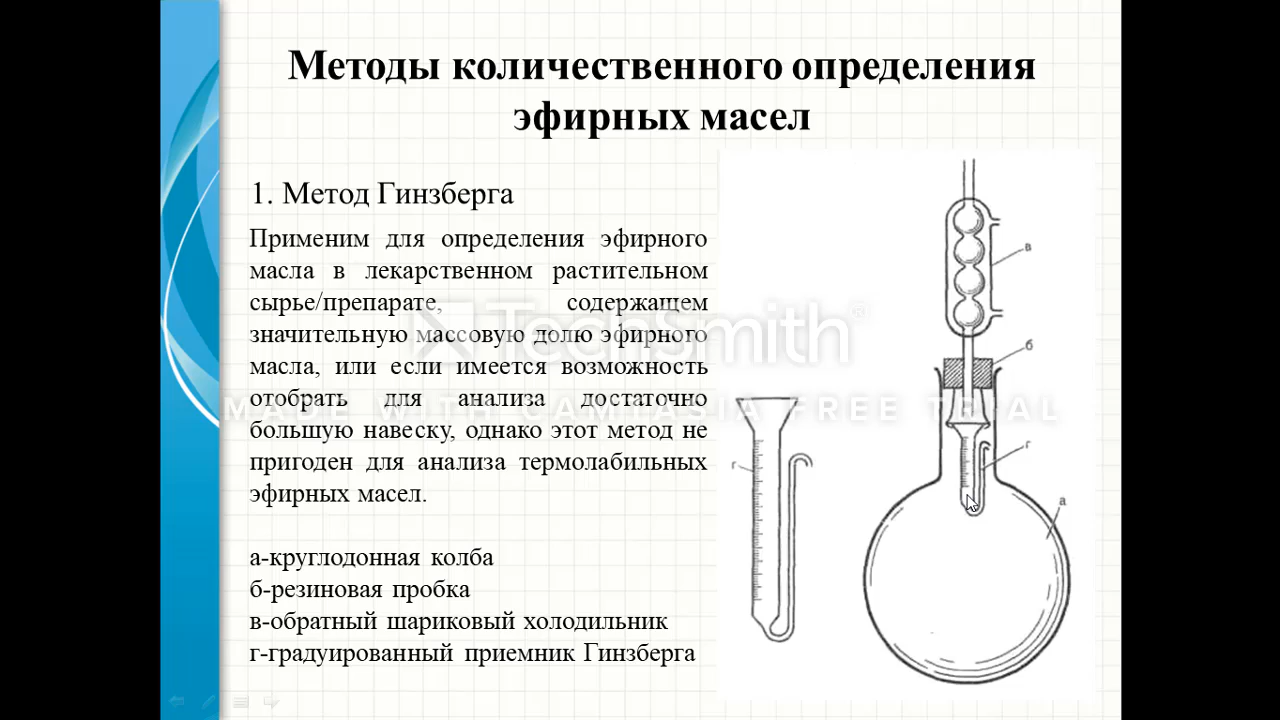 Методы количественного определения
эфирных масел
1. Метод Гинзберга
Применим для определения эфирного
масла в лекарственном растительном
сырье/препарате, содержащем
значительную массовую долю эфирного
масла, или если имеется возможность
отобрать для анализа достаточно
большую навеску, однако этот метод не
пригоден для анализа термолабильных
эфирных масел.
а-круглодонная колба
б-резиновая пробка
в-обратный шариковый холодильник
г-градуированный приемник Гинзберга
в
б
г
г
а
TechSmith®
MADE WITH CAMTASIA FREE TRIAL